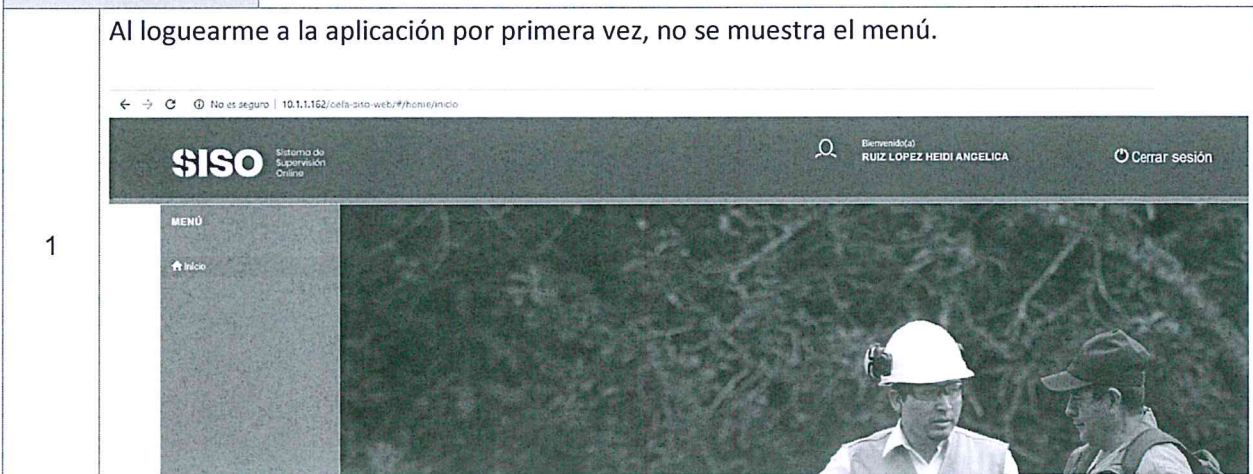 Al loguearme a la aplicación por primera vez, no se muestra el menú.
No es seguro | 10.1.1.162/oefa-siso-web/#/home/inicio
SISO Sistema de Supervisión Online
Bienvenido(a)
RUIZ LOPEZ HEIDI ANGELICA
Cerrar sesión
MENÚ
Inicio
1